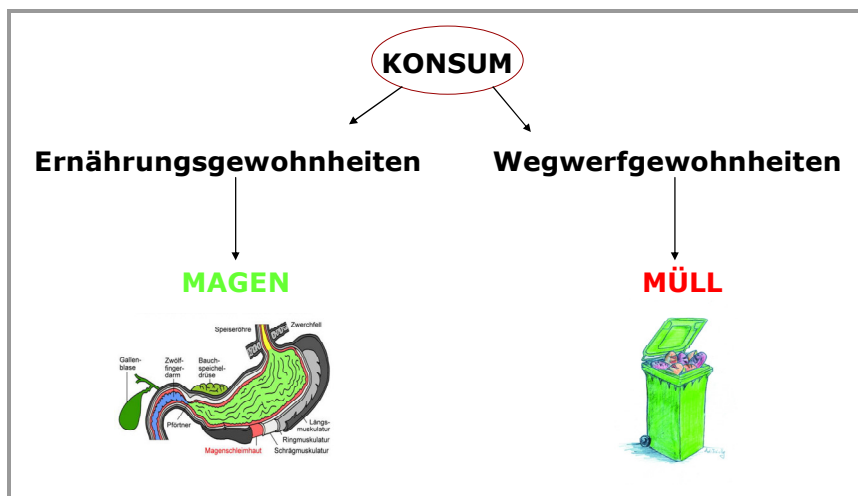 KONSUM
Ernährungsgewohnheiten
Wegwerfgewohnheiten
MAGEN
MÜLL
Speiseröhre
Zwerchfell
Gallen-
blase
Zwölf-
finger-
darm
Bauch-
speichel-
drüse
Pförtner
Längs-
muskulatur
Ringmuskulatur
Magenschleimhaut
Schrägmuskulatur